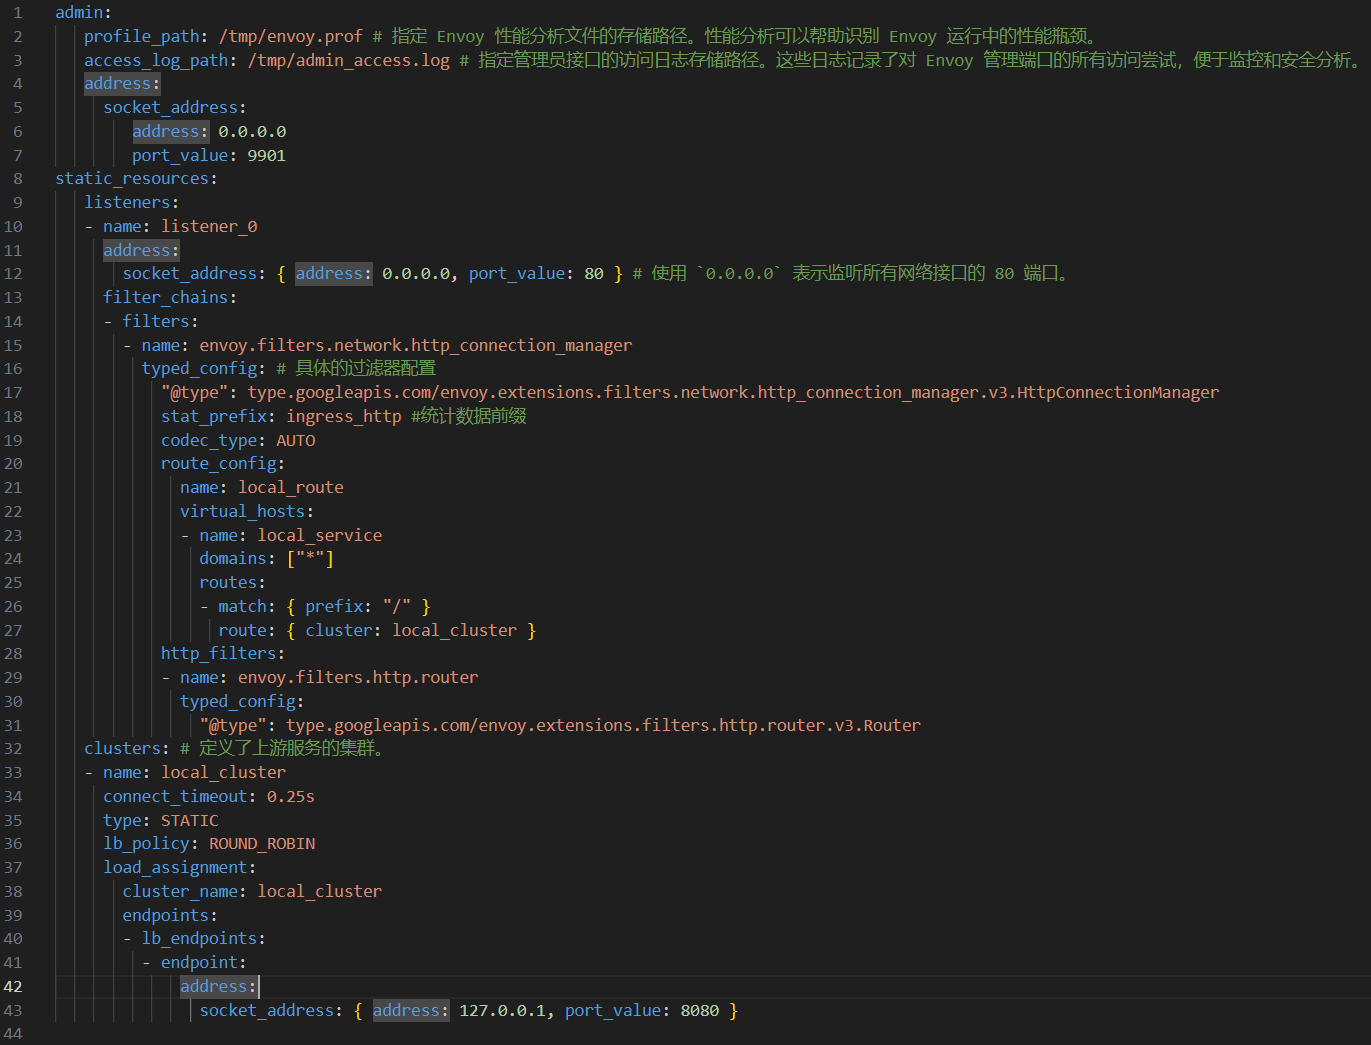 1 admin:
2 profile_path: /tmp/envoy.prof # 指定 Envoy 性能分析文件的存储路径。性能分析可以帮助识别 Envoy 运行中的性能瓶颈。
3 access_log_path: /tmp/admin_access.log # 指定管理员接口的访问日志存储路径。这些日志记录了对 Envoy 管理端口的所有访问尝试，便于监控和安全分析。
4 address:
5 socket_address:
6 address: 0.0.0.0
7 port_value: 9901
8 static_resources:
9 listeners:
10 - name: listener_0
11 address:
12 socket_address: { address: 0.0.0.0, port_value: 80 } # 使用 `0.0.0.0` 表示监听所有网络接口的 80 端口。
13 filter_chains:
14 - filters:
15 - name: envoy.filters.network.http_connection_manager
16 typed_config: # 具体的过滤器配置
17 "@type": type.googleapis.com/envoy.extensions.filters.network.http_connection_manager.v3.HttpConnectionManager
18 stat_prefix: ingress_http #统计数据前缀
19 codec_type: AUTO
20 route_config:
21 name: local_route
22 virtual_hosts:
23 - name: local_service
24 domains: ["*"]
25 routes:
26 - match: { prefix: "/" }
27 route: { cluster: local_cluster }
28 http_filters:
29 - name: envoy.filters.http.router
30 typed_config:
31 "@type": type.googleapis.com/envoy.extensions.filters.http.router.v3.Router
32 clusters: # 定义了上游服务的集群。
33 - name: local_cluster
34 connect_timeout: 0.25s
35 type: STATIC
36 lb_policy: ROUND_ROBIN
37 load_assignment:
38 cluster_name: local_cluster
39 endpoints:
40 - lb_endpoints:
41 - endpoint:
42 address:
43 socket_address: { address: 127.0.0.1, port_value: 8080 }
44